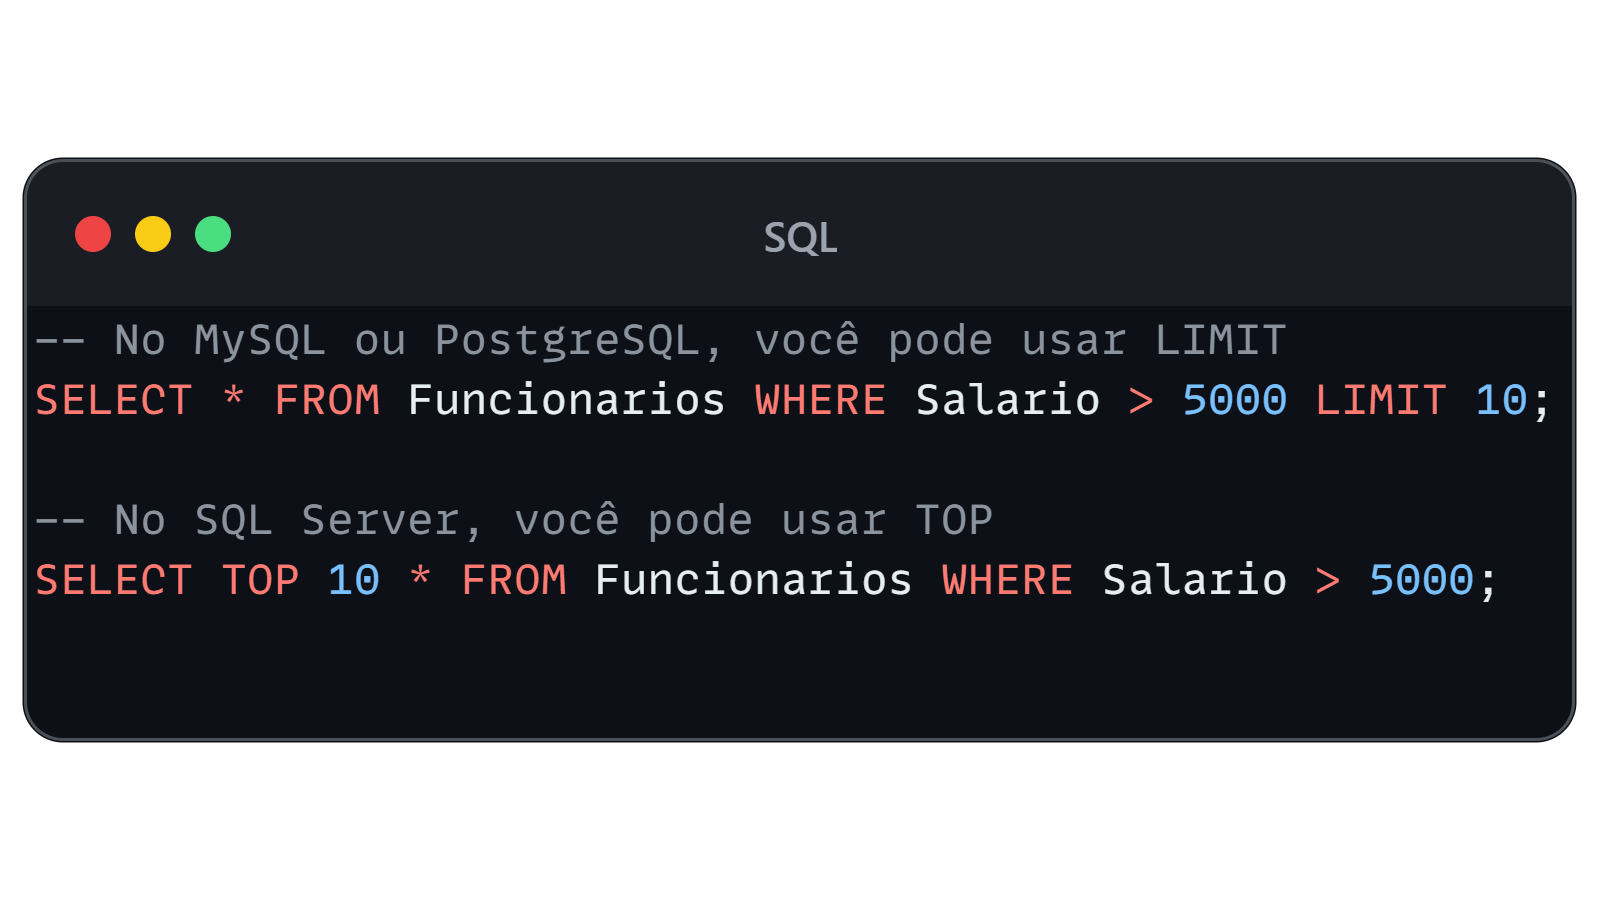 SQL
-- No MySQL ou PostgreSQL, você pode usar LIMIT
SELECT * FROM Funcionarios WHERE Salario > 5000 LIMIT 10;
-- No SQL Server, você pode usar TOP
SELECT TOP 10 * FROM Funcionarios WHERE Salario > 5000;